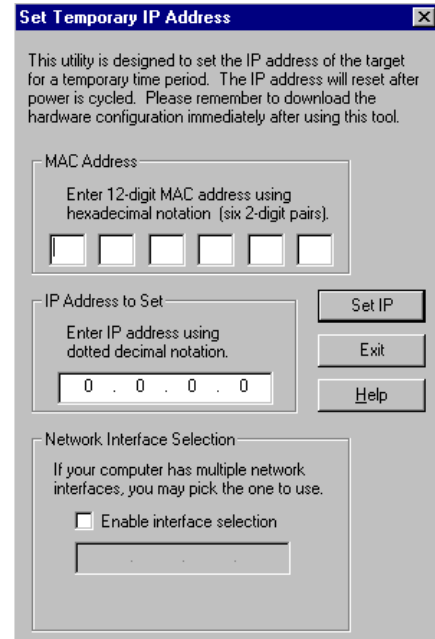 Set Temporary IP Address
This utility is designed to set the IP address of the target
for a temporary time period. The IP address will reset after
power is cycled. Please remember to download the
hardware configuration immediately after using this tool.
MAC Address
Enter 12-digit MAC address using
hexadecimal notation (six 2-digit pairs).
IP Address to Set
Enter IP address using
dotted decimal notation.
0 . 0 . 0 . 0
Set IP
Exit
Help
Network Interface Selection
If your computer has multiple network
interfaces, you may pick the one to use.
Enable interface selection
. . .